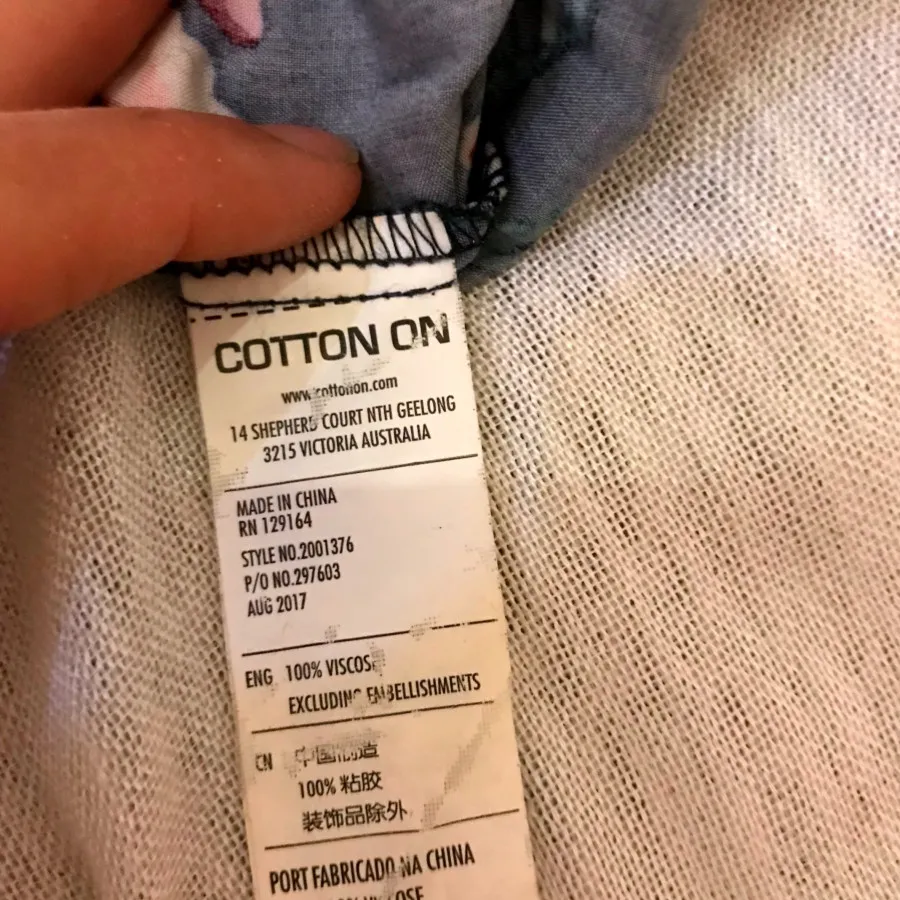 COTTON ON
www.cottonon.com
14 SHEPHERD COURT NTH GEELONG
3215 VICTORIA AUSTRALIA
MADE IN CHINA
RN 129164
STYLE NO.2001376
P/O NO.297603
AUG 2017
ENG 100% VISCOSE
EXCLUDING EMBELLISHMENTS
CN 中国制造
100% 粘胶
装饰品除外
PORT FABRICADO NA CHINA